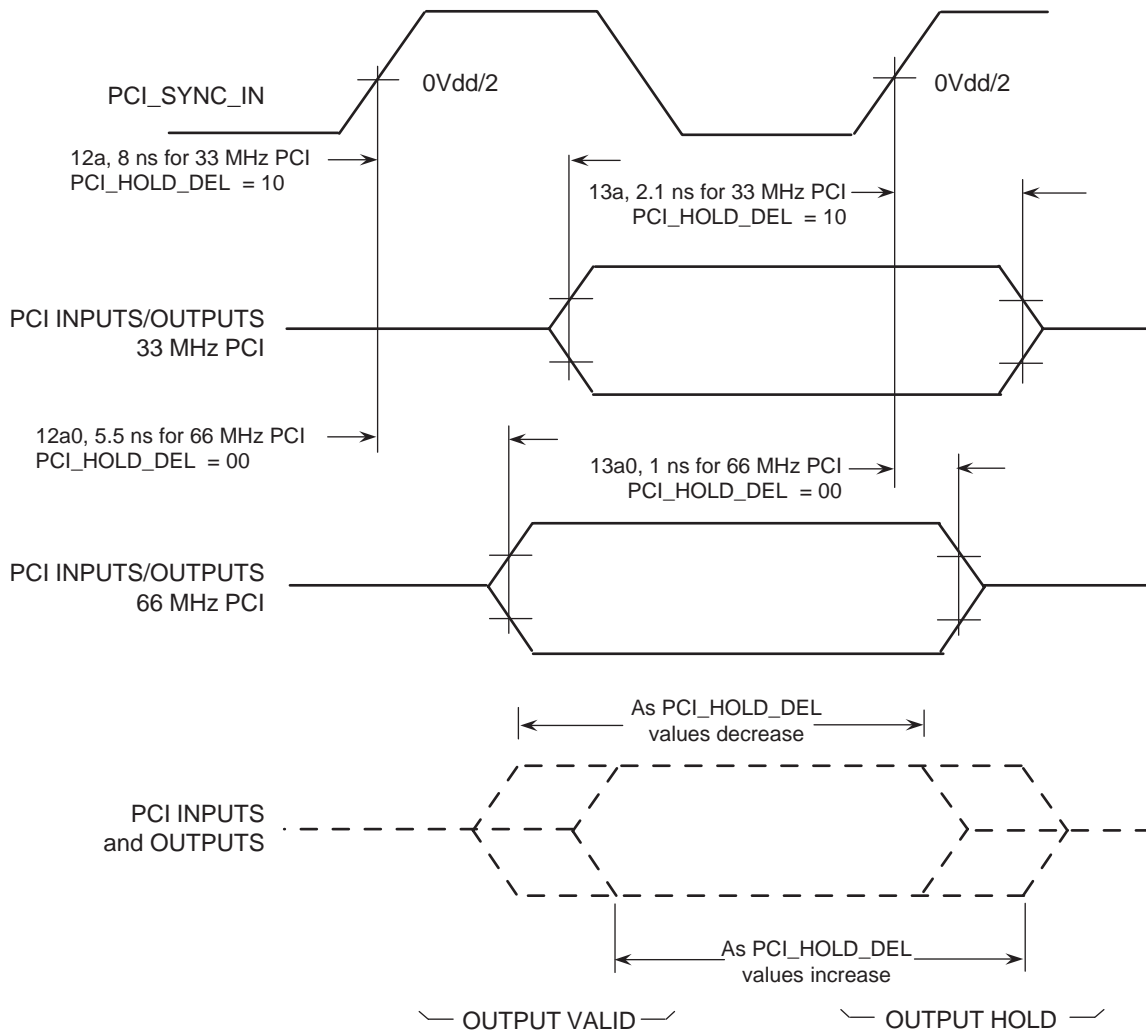 0Vdd/2
0Vdd/2
PCI_SYNC_IN
12a, 8 ns for 33 MHz PCI
PCI_HOLD_DEL = 10
13a, 2.1 ns for 33 MHz PCI
PCI_HOLD_DEL = 10
PCI INPUTS/OUTPUTS
33 MHz PCI
12a0, 5.5 ns for 66 MHz PCI
PCI_HOLD_DEL = 00
13a0, 1 ns for 66 MHz PCI
PCI_HOLD_DEL = 00
PCI INPUTS/OUTPUTS
66 MHz PCI
As PCI_HOLD_DEL
values decrease
PCI INPUTS
and OUTPUTS
As PCI_HOLD_DEL
values increase
OUTPUT VALID
OUTPUT HOLD